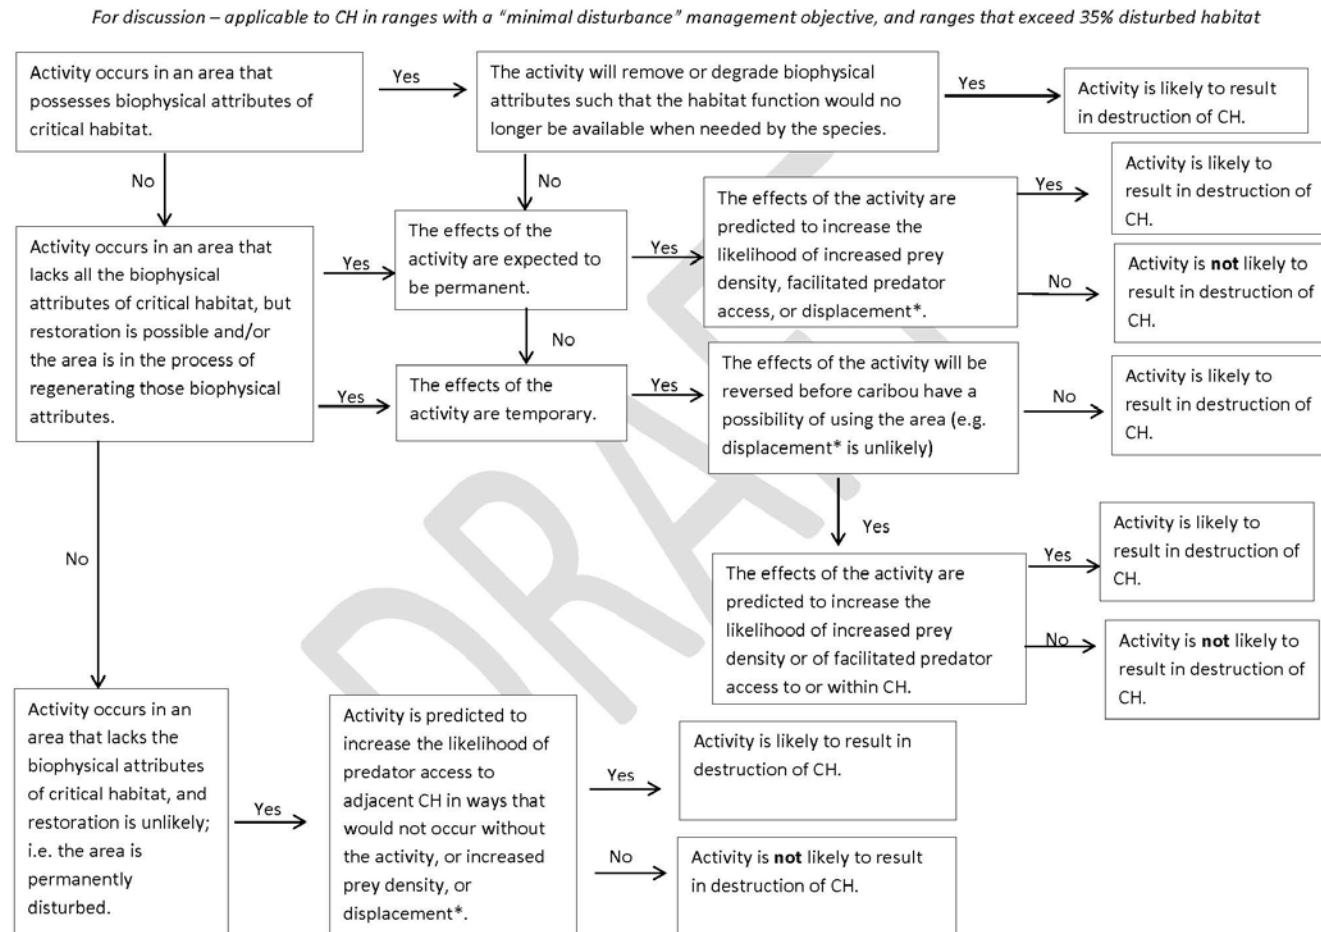 For discussion – applicable to CH in ranges with a “minimal disturbance” management objective, and ranges that exceed 35% disturbed habitat
Activity occurs in an area that
possesses biophysical attributes of
critical habitat.
Yes
The activity will remove or degrade biophysical
attributes such that the habitat function would no
longer be available when needed by the species.
Yes
Activity is likely to result
in destruction of CH.
No
No
Activity occurs in an area that
lacks all the biophysical
attributes of critical habitat, but
restoration is possible and/or
the area is in the process of
regenerating those biophysical
attributes.
Yes
The effects of the
activity are expected to
be permanent.
Yes
The effects of the activity are
predicted to increase the
likelihood of increased prey
density, facilitated predator
access, or displacement*.
Yes
Activity is likely to
result in destruction of
CH.
No
Activity is not likely to
result in destruction of
CH.
No
Yes
The effects of the
activity are temporary.
Yes
The effects of the activity will be
reversed before caribou have a
possibility of using the area (e.g.
displacement* is unlikely)
No
Activity is likely to
result in destruction of
CH.
Yes
The effects of the activity are
predicted to increase the
likelihood of increased prey
density or of facilitated predator
access to or within CH.
Yes
Activity is likely to
result in destruction of
CH.
No
Activity is not likely to
result in destruction of
CH.
No
Activity occurs in an
area that lacks the
biophysical attributes
of critical habitat, and
restoration is unlikely;
i.e. the area is
permanently
disturbed.
Yes
Activity is predicted to
increase the likelihood of
predator access to
adjacent CH in ways that
would not occur without
the activity, or increased
prey density, or
displacement*.
Yes
Activity is likely to result in
destruction of CH.
No
Activity is not likely to result
in destruction of CH.
DRAFT